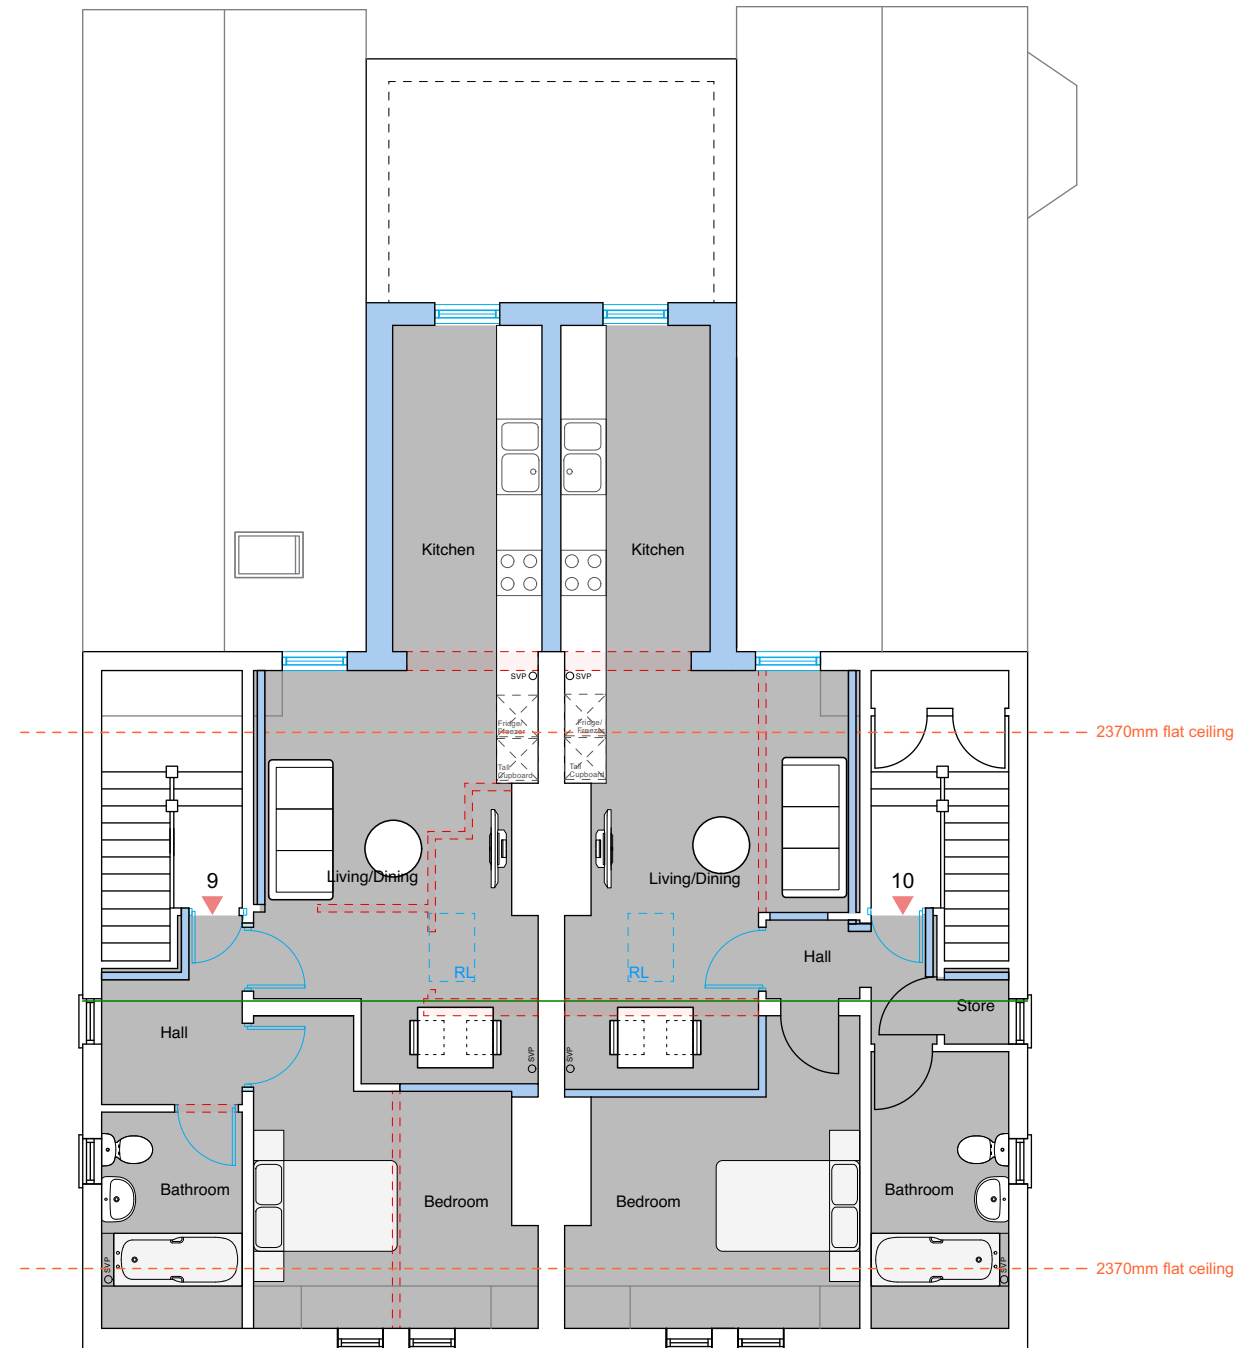 Kitchen
Kitchen
SVP
SVP
Fridge/
Freezer
Fridge/
Freezer
2370mm flat ceiling
Tall
Cupboard
Tall
Cupboard
9
Living/Dining
Living/Dining
10
Hall
RL
RL
Hall
Store
SVP
SVP
Bathroom
Bedroom
Bedroom
Bathroom
SVP
SVP
2370mm flat ceiling